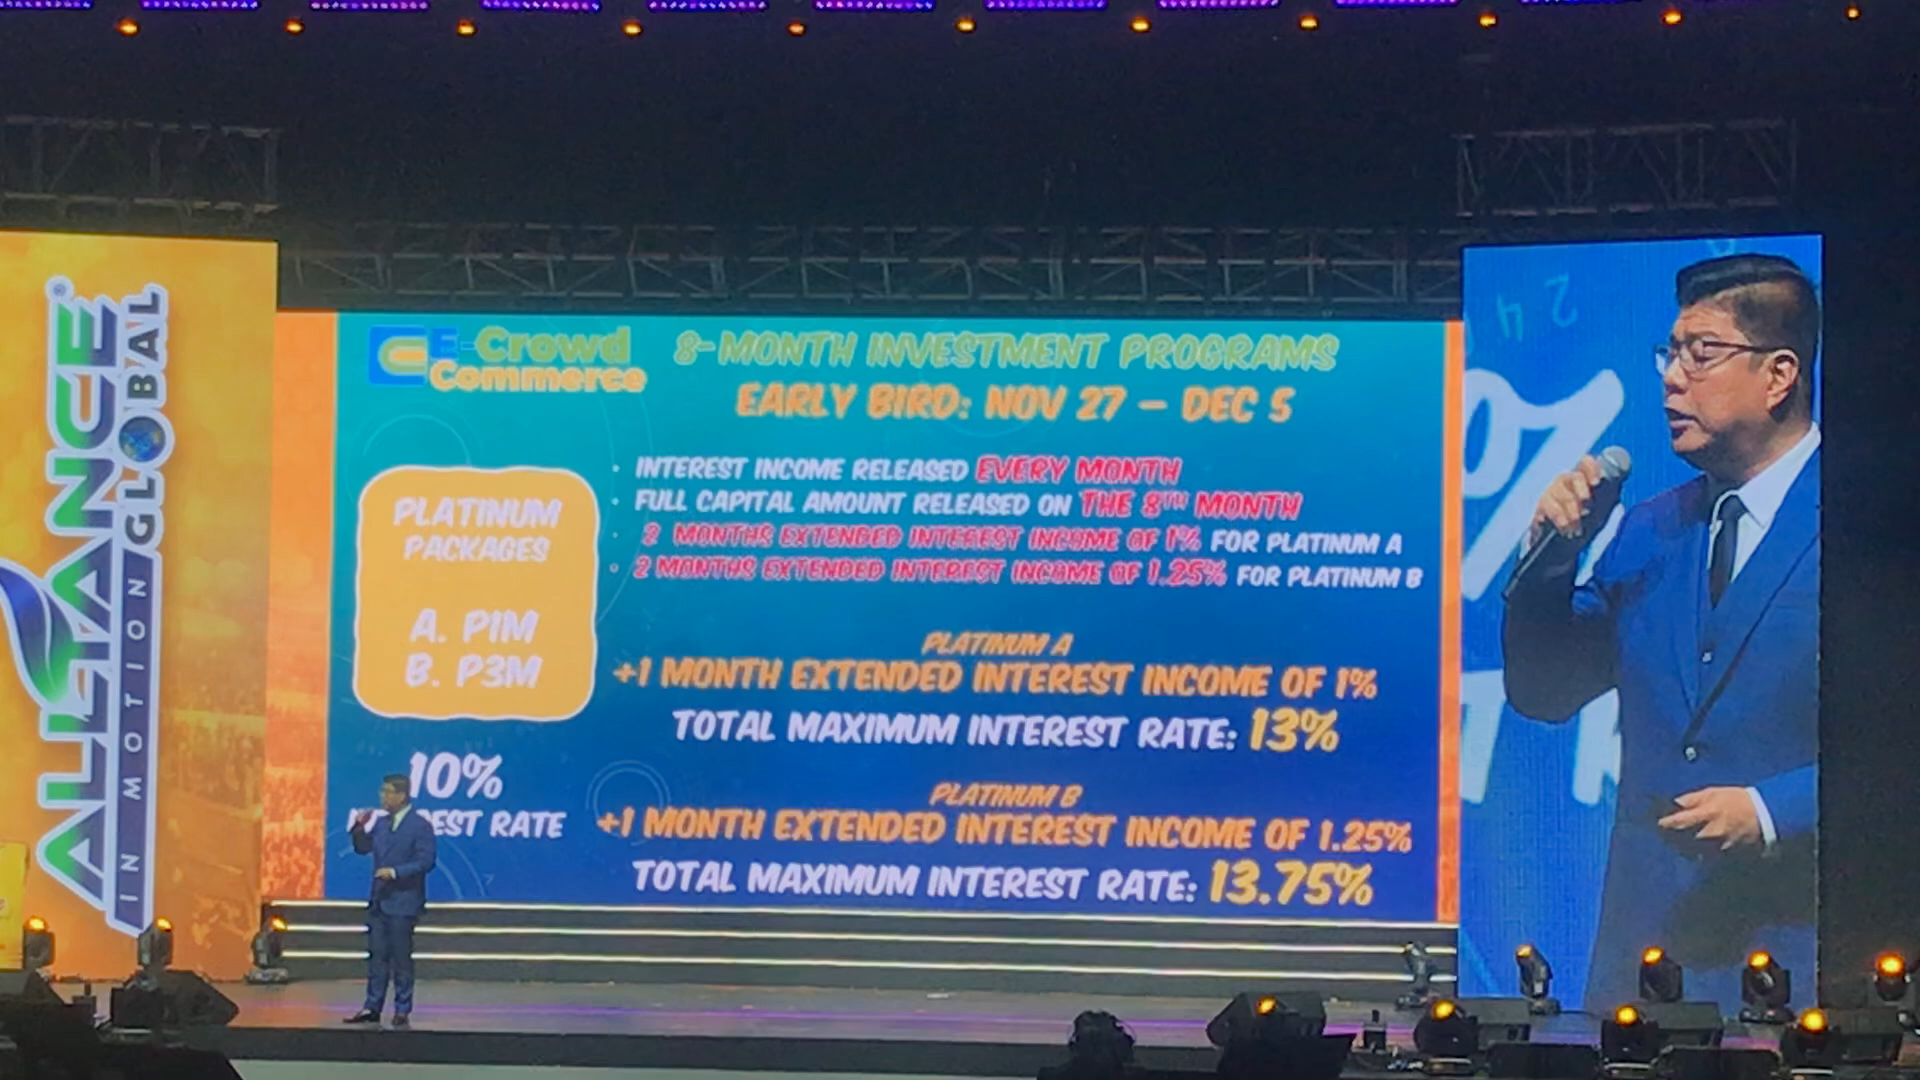 ALLIANCE®
IN MOTION GLOBAL
E-Crowd
Commerce
8-MONTH INVESTMENT PROGRAMS
EARLY BIRD: NOV 27 – DEC 5
PLATINUM
PACKAGES
A. P1M
B. P3M
10%
REST RATE
• INTEREST INCOME RELEASED EVERY MONTH
• FULL CAPITAL AMOUNT RELEASED ON THE 8TH MONTH
• 2 MONTHS EXTENDED INTEREST INCOME OF 1% FOR PLATINUM A
• 2 MONTHS EXTENDED INTEREST INCOME OF 1.25% FOR PLATINUM B
PLATINUM A
+1 MONTH EXTENDED INTEREST INCOME OF 1%
TOTAL MAXIMUM INTEREST RATE: 13%
PLATINUM B
+1 MONTH EXTENDED INTEREST INCOME OF 1.25%
TOTAL MAXIMUM INTEREST RATE: 13.75%